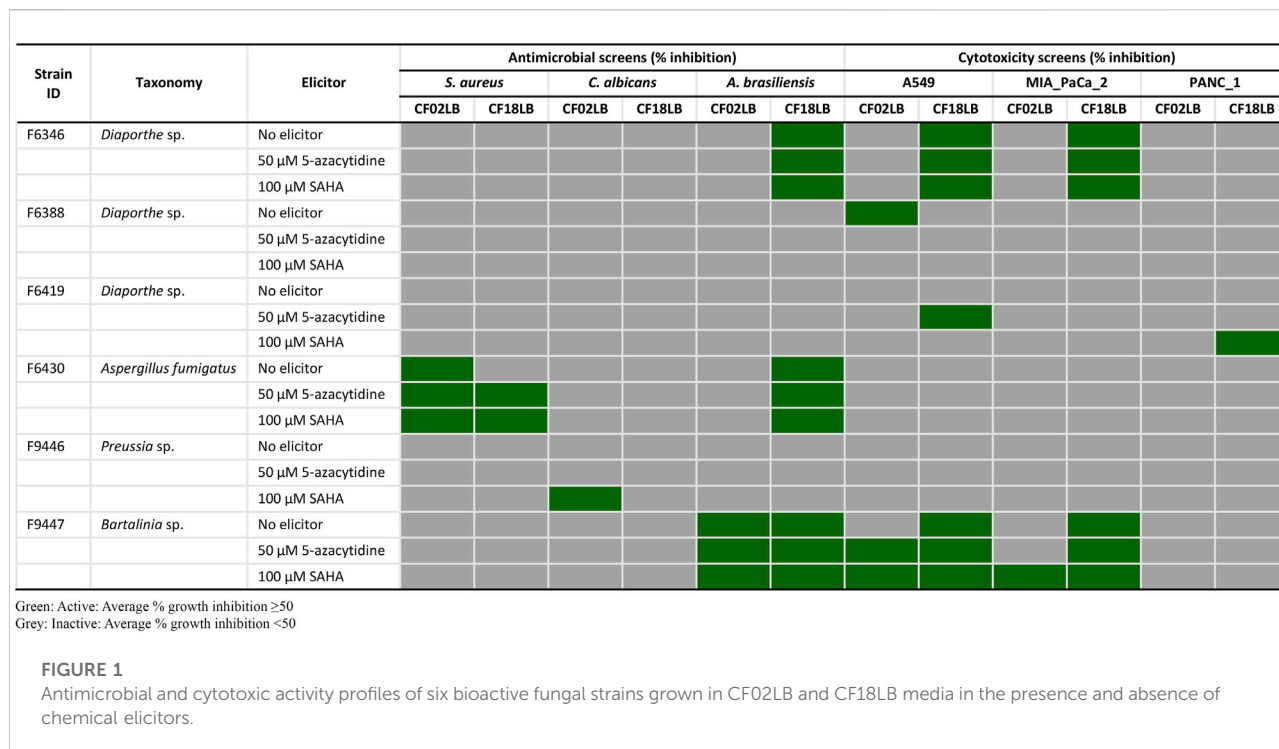 Antimicrobial screens (% inhibition) Cytotoxicity screens (% inhibition)
Strain ID Taxonomy Elicitor S. aureus C. albicans A. brasiliensis A549 MIA_PaCa_2 PANC_1
CF02LB CF18LB CF02LB CF18LB CF02LB CF18LB CF02LB CF18LB CF02LB CF18LB CF02LB CF18LB
F6346 Diaporthe sp. No elicitor
50 μM 5-azacytidine
100 μM SAHA
F6388 Diaporthe sp. No elicitor
50 μM 5-azacytidine
100 μM SAHA
F6419 Diaporthe sp. No elicitor
50 μM 5-azacytidine
100 μM SAHA
F6430 Aspergillus fumigatus No elicitor
50 μM 5-azacytidine
100 μM SAHA
F9446 Preussia sp. No elicitor
50 μM 5-azacytidine
100 μM SAHA
F9447 Bartalinia sp. No elicitor
50 μM 5-azacytidine
100 μM SAHA
Green: Active: Average % growth inhibition ≥50
Grey: Inactive: Average % growth inhibition <50
FIGURE 1
Antimicrobial and cytotoxic activity profiles of six bioactive fungal strains grown in CF02LB and CF18LB media in the presence and absence of
chemical elicitors.